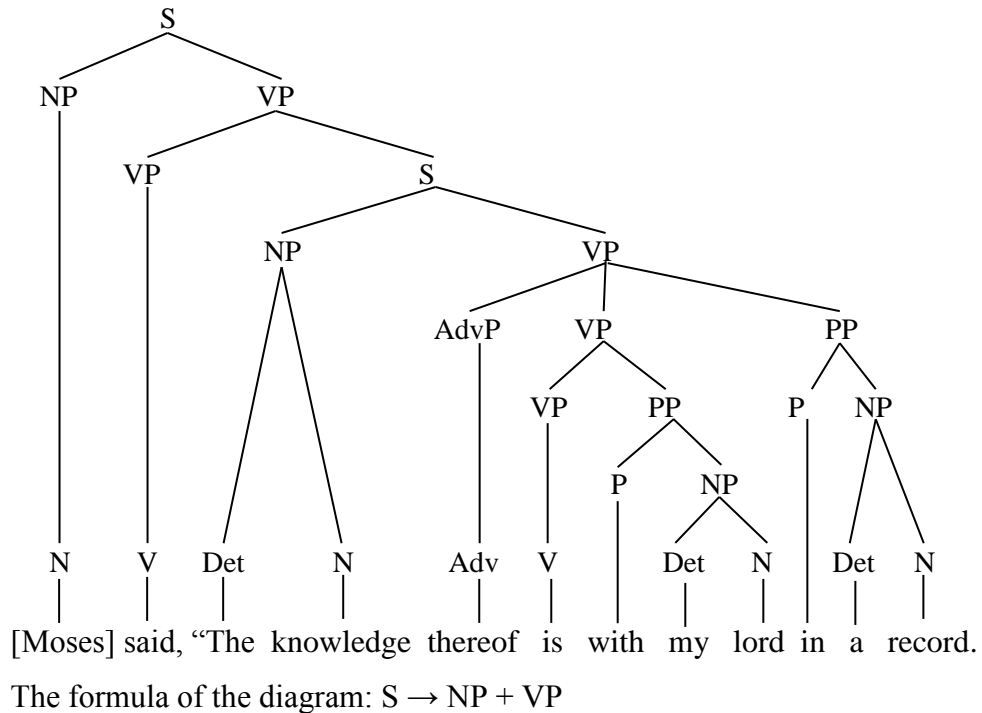 S
NP VP
VP S
NP VP
AdvP VP PP
VP PP P NP
P NP
N V Det N Adv V Det N Det N
[Moses] said, “The knowledge thereof is with my lord in a record.
The formula of the diagram: S → NP + VP